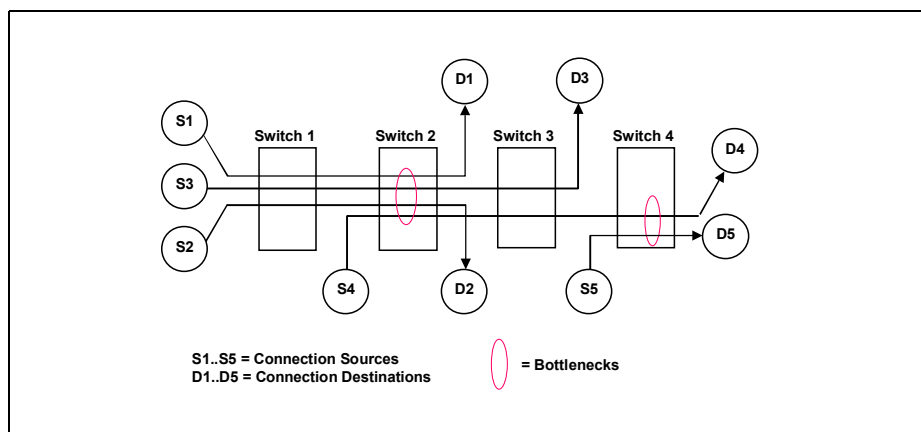 D1
D3
S1
Switch 1
Switch 2
Switch 3
Switch 4
D4
S3
S2
D5
S4
D2
S5
S1..S5 = Connection Sources
D1..D5 = Connection Destinations
= Bottlenecks